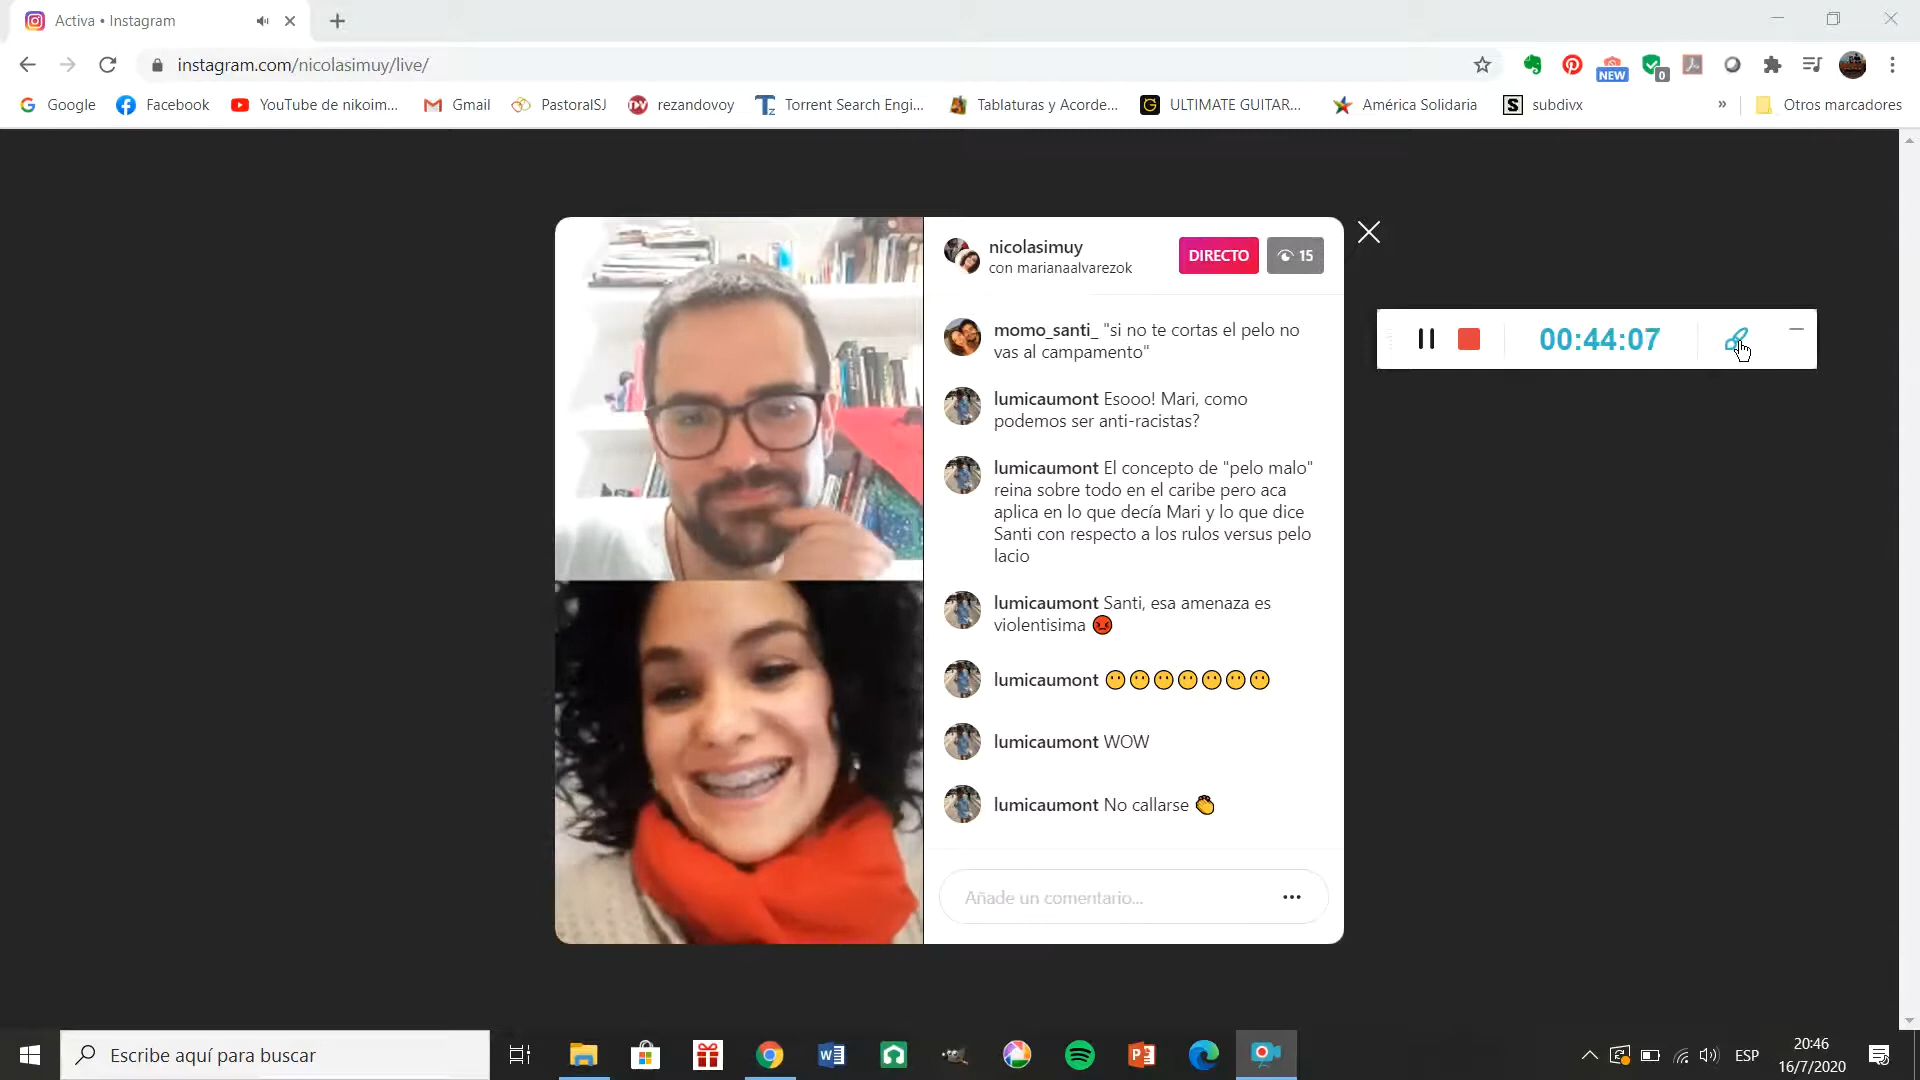 Activa • Instagram
instagram.com/nicolasimuy/live/
NEW
0
Google
Facebook
YouTube de nikoim...
Gmail
PastoralSJ
rezandovoy
Torrent Search Engi...
Tablaturas y Acorde...
ULTIMATE GUITAR...
América Solidaria
subdivx
»
Otros marcadores
nicolasimuy
con marianaalvarezok
DIRECTO
15
momo_santi_ "si no te cortas el pelo no
vas al campamento"
00:44:07
lumicaumont Esooo! Mari, como
podemos ser anti-racistas?
lumicaumont El concepto de "pelo malo"
reina sobre todo en el caribe pero aca
aplica en lo que decía Mari y lo que dice
Santi con respecto a los rulos versus pelo
lacio
lumicaumont Santi, esa amenaza es
violentisima 😡
lumicaumont 😶😶😶😶😶😶😶
lumicaumont WOW
lumicaumont No callarse 👏
Añade un comentario...
Escribe aquí para buscar
ESP
20:46
16/7/2020